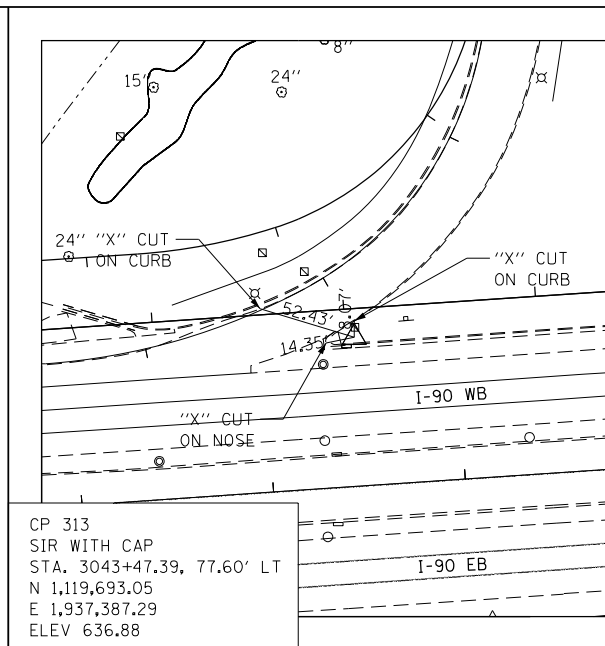 8"
15'
24"
24" "X" CUT
ON CURB
"X" CUT
ON CURB
52.43'
8.07'
14.35'
"X" CUT
ON NOSE
I-90 WB
I-90 EB
CP 313
SIR WITH CAP
STA. 3043+47.39, 77.60' LT
N 1,119,693.05
E 1,937,387.29
ELEV 636.88